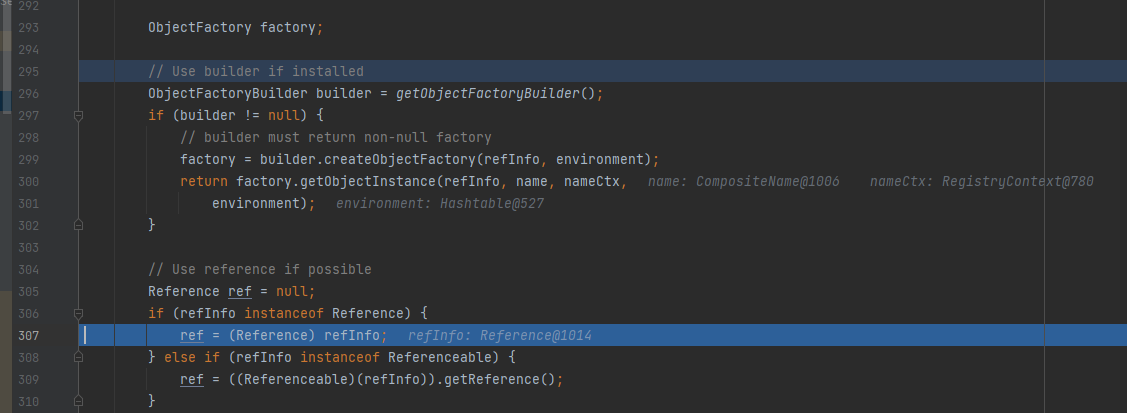 292
293 ObjectFactory factory;
294
295 // Use builder if installed
296 ObjectFactoryBuilder builder = getObjectFactoryBuilder();
297 if (builder != null) {
298 // builder must return non-null factory
299 factory = builder.createObjectFactory(refInfo, environment);
300 return factory.getObjectInstance(refInfo, name, nameCtx, name: CompositeName@1006 nameCtx: RegistryContext@780
301 environment); environment: Hashtable@527
302 }
303
304 // Use reference if possible
305 Reference ref = null;
306 if (refInfo instanceof Reference) {
307 ref = (Reference) refInfo; refInfo: Reference@1014
308 } else if (refInfo instanceof Referenceable) {
309 ref = ((Referenceable)(refInfo)).getReference();
310 }